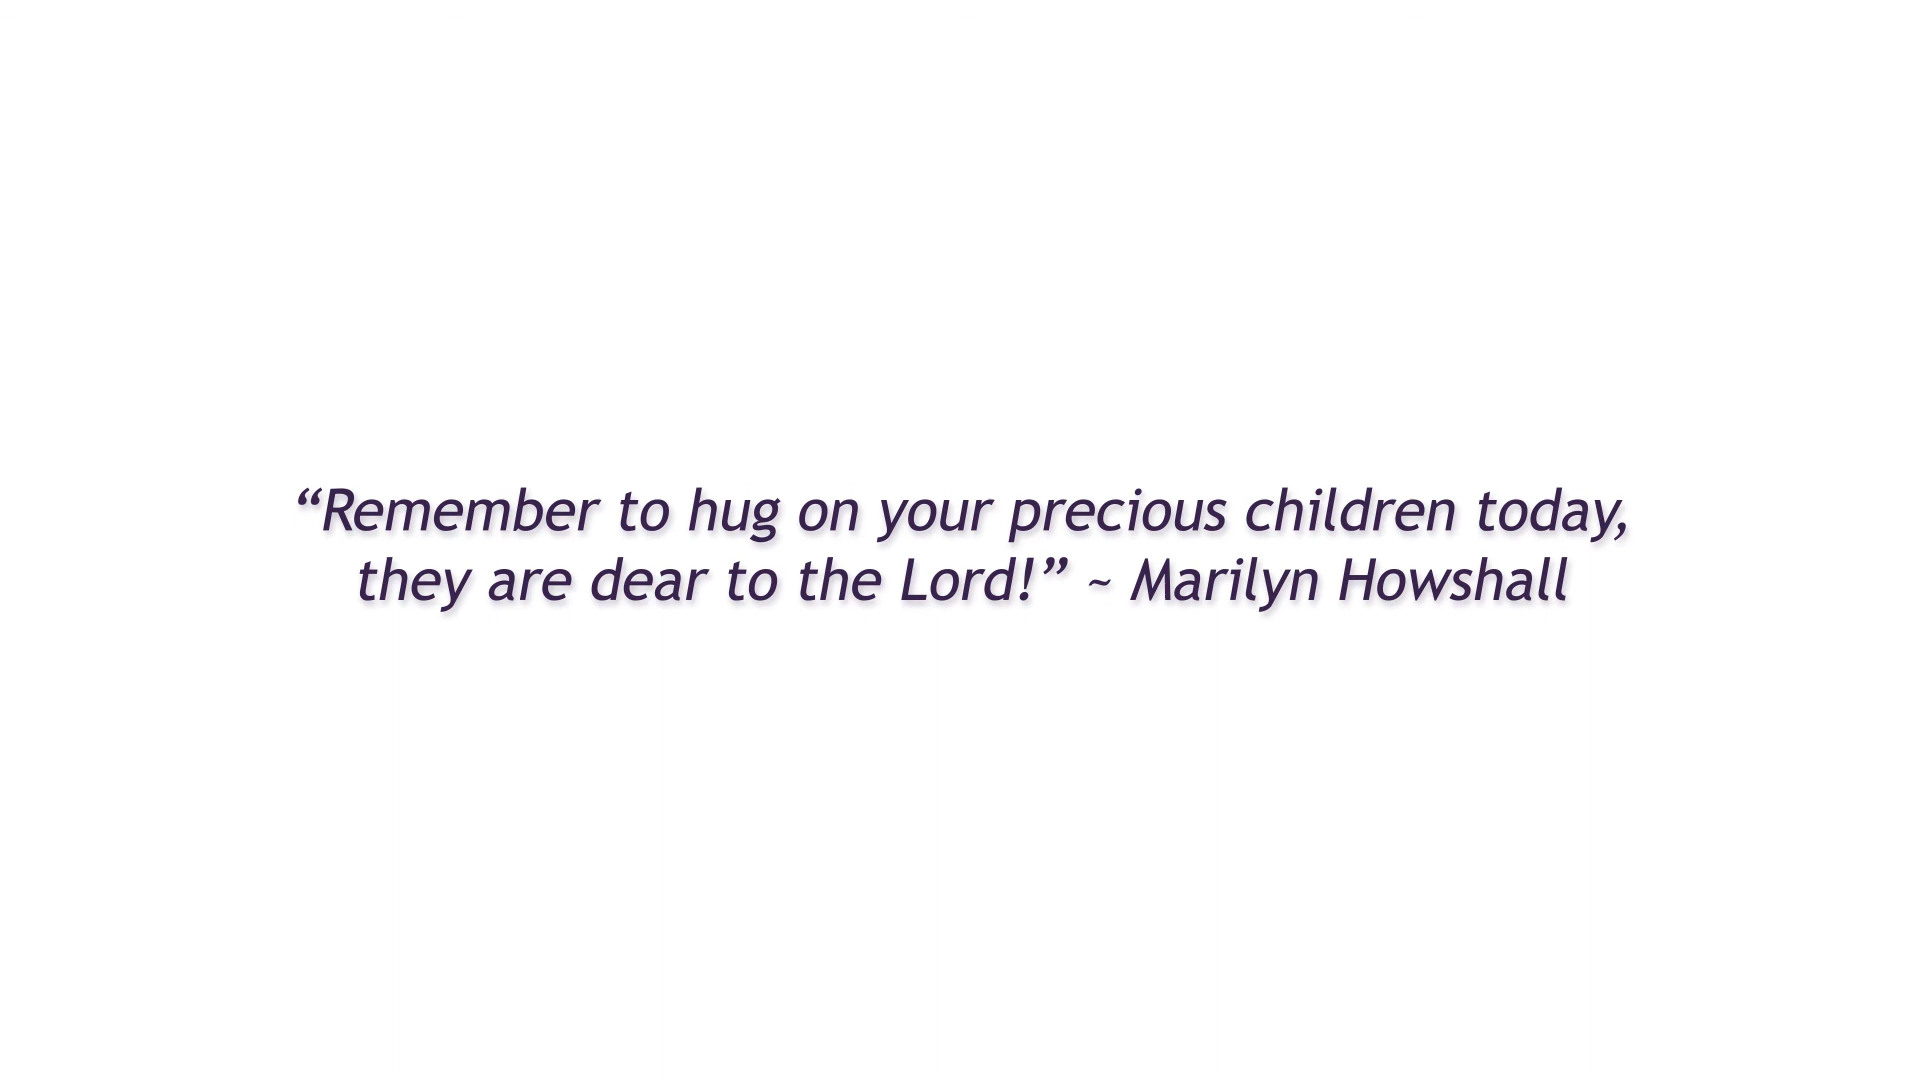 “Remember to hug on your precious children today,
they are dear to the Lord!” ~ Marilyn Howshall